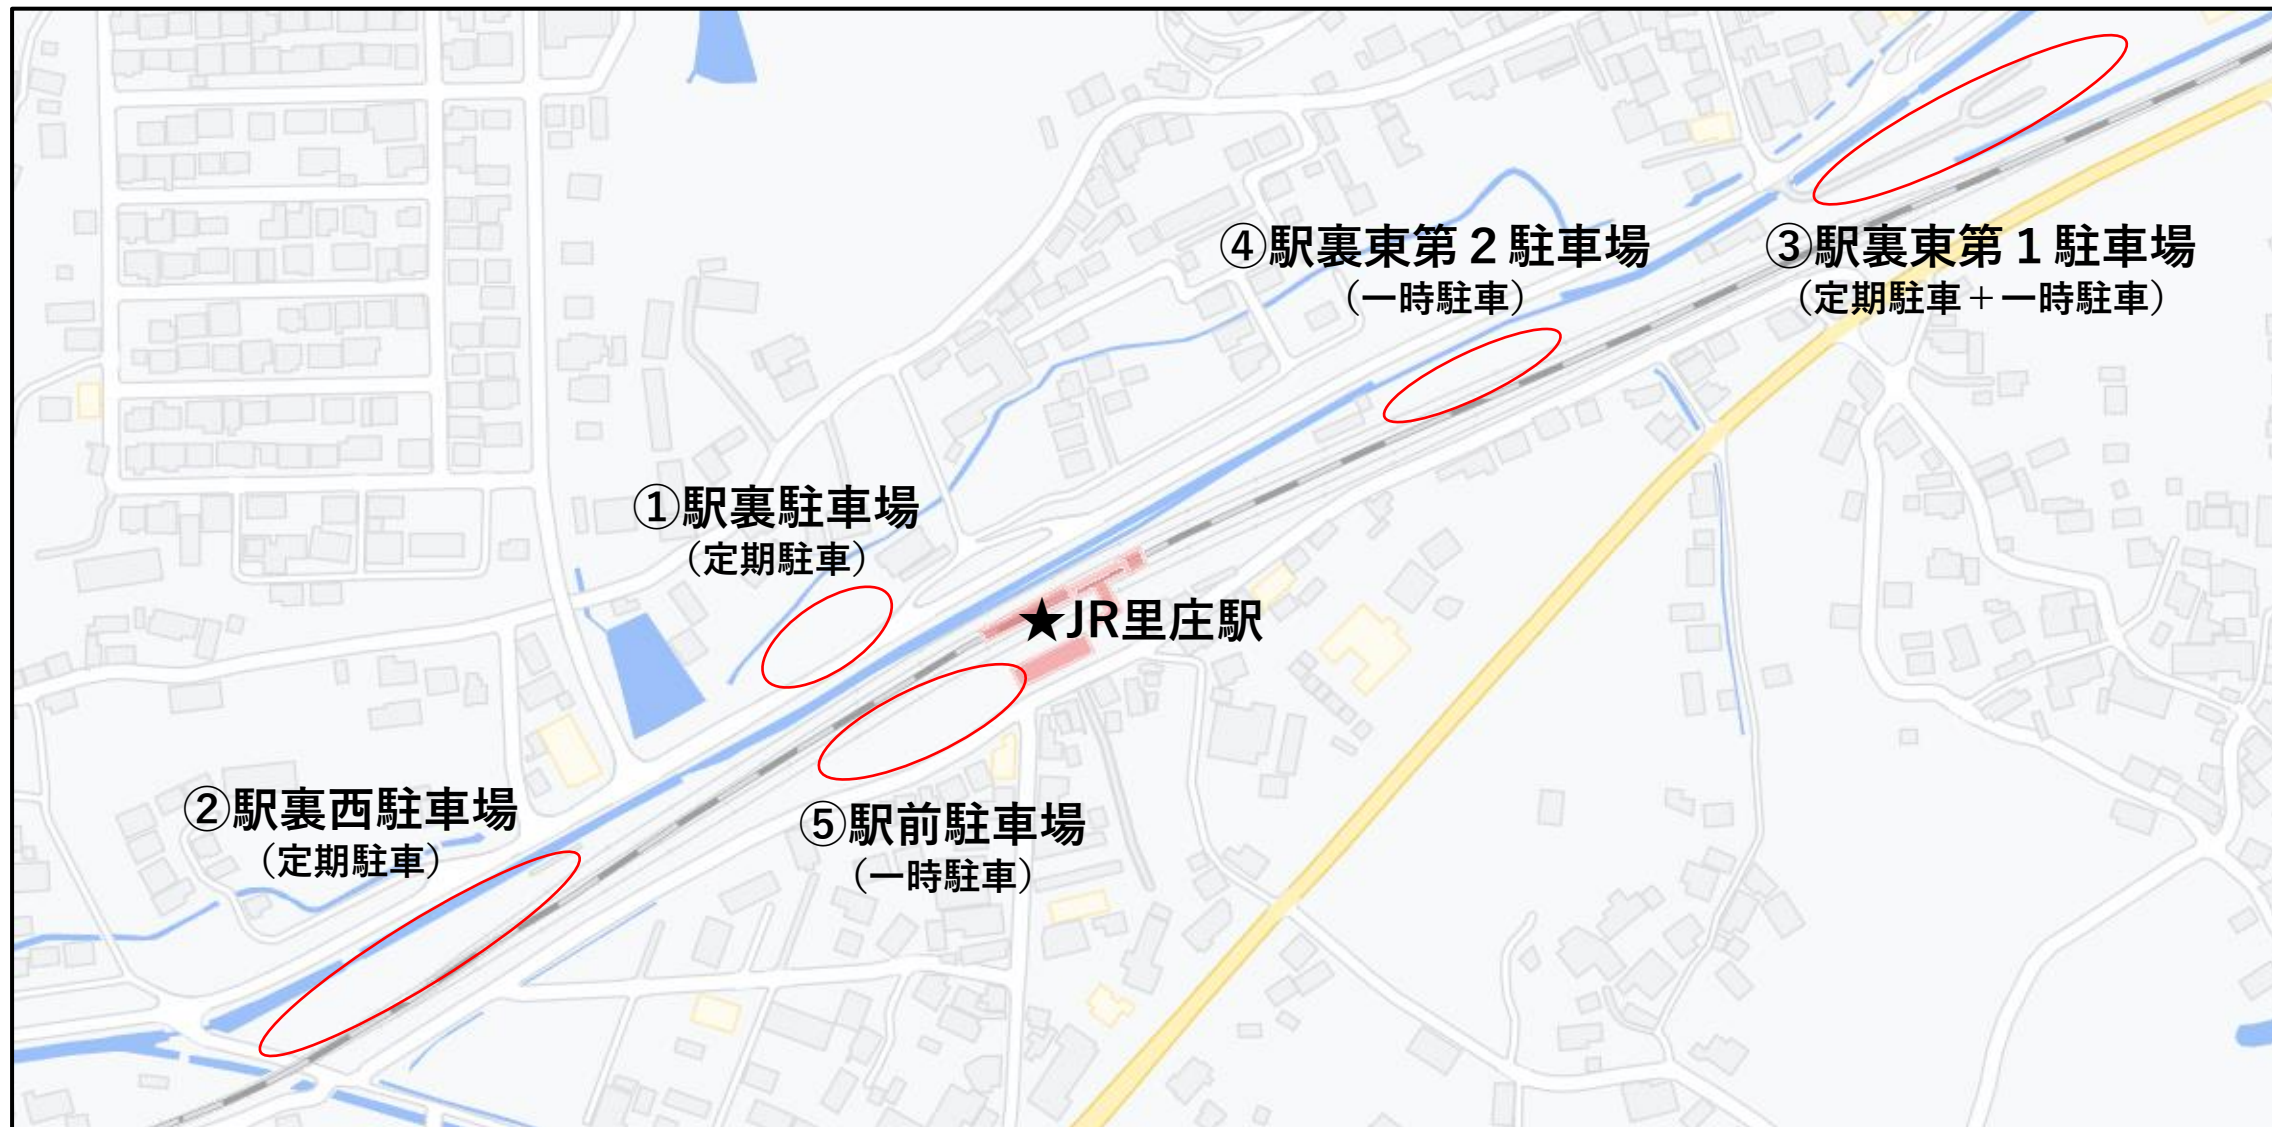 ④駅裏東第２駐車場
（一時駐車）
③駅裏東第１駐車場
（定期駐車＋一時駐車）
①駅裏駐車場
（定期駐車）
★JR里庄駅
②駅裏西駐車場
（定期駐車）
⑤駅前駐車場
（一時駐車）